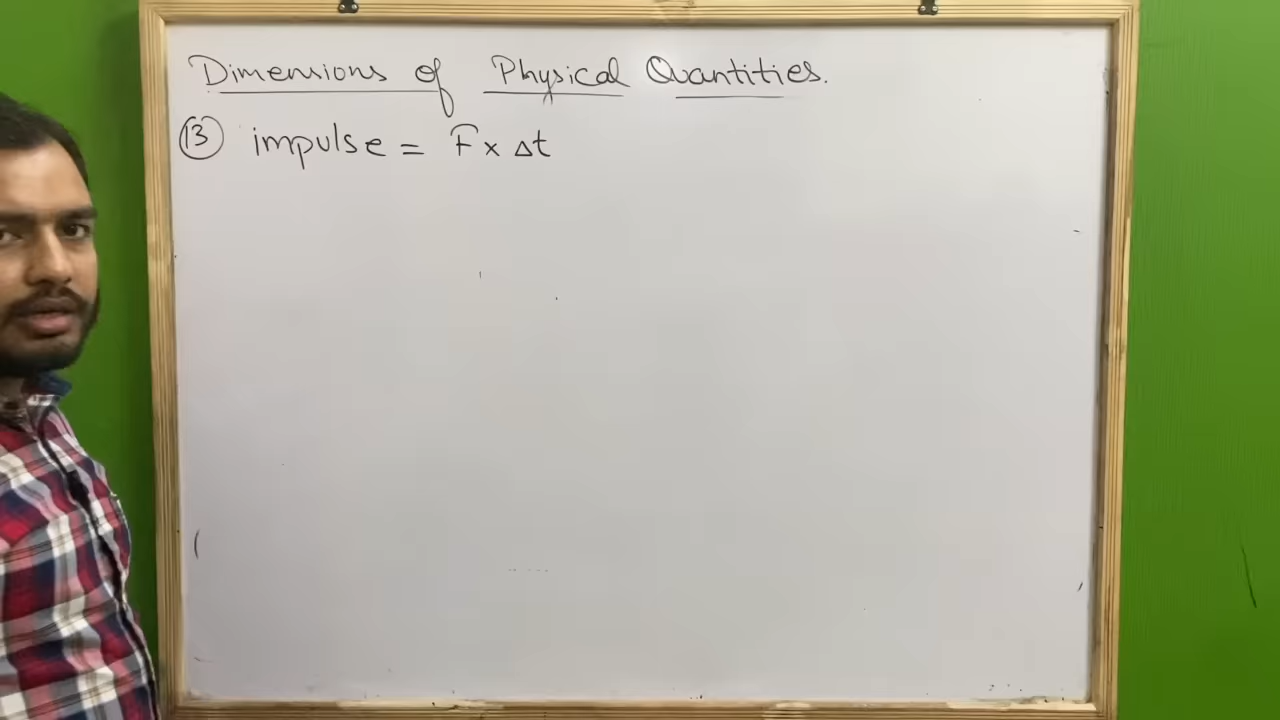 Dimensions of Physical Quantities.
13 impulse = F x Δt